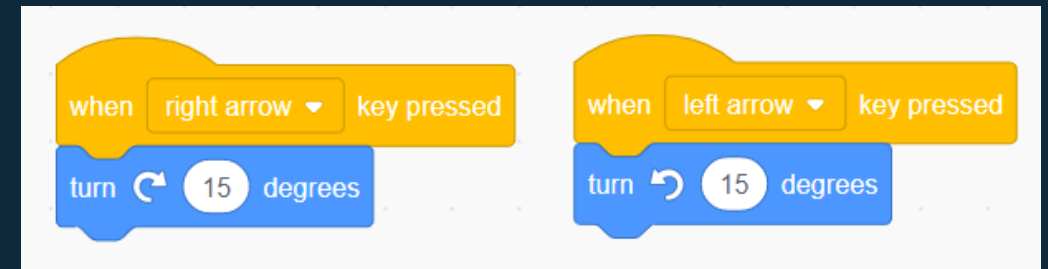 when right arrow key pressed
turn 15 degrees
when left arrow key pressed
turn 15 degrees